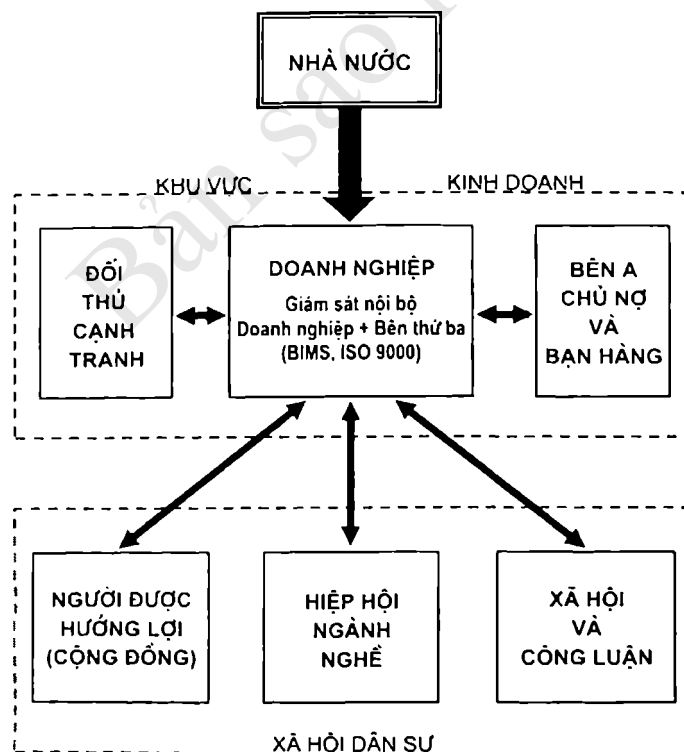 NHÀ NƯỚC
KHU VỰC
KINH DOANH
ĐỐI
THỦ
CẠNH
TRANH
DOANH NGHIỆP
Giám sát nội bộ
Doanh nghiệp + Bên thứ ba
(BIMS, ISO 9000)
BÊN A
CHỦ NỢ
VÀ
BẠN HÀNG
NGƯỜI ĐƯỢC
HƯỞNG LỢI
(CỘNG ĐỒNG)
HIỆP HỘI
NGÀNH
NGHỀ
XÃ HỘI
VÀ
CÔNG LUẬN
XÃ HỘI DÂN SỰ
Bản sao